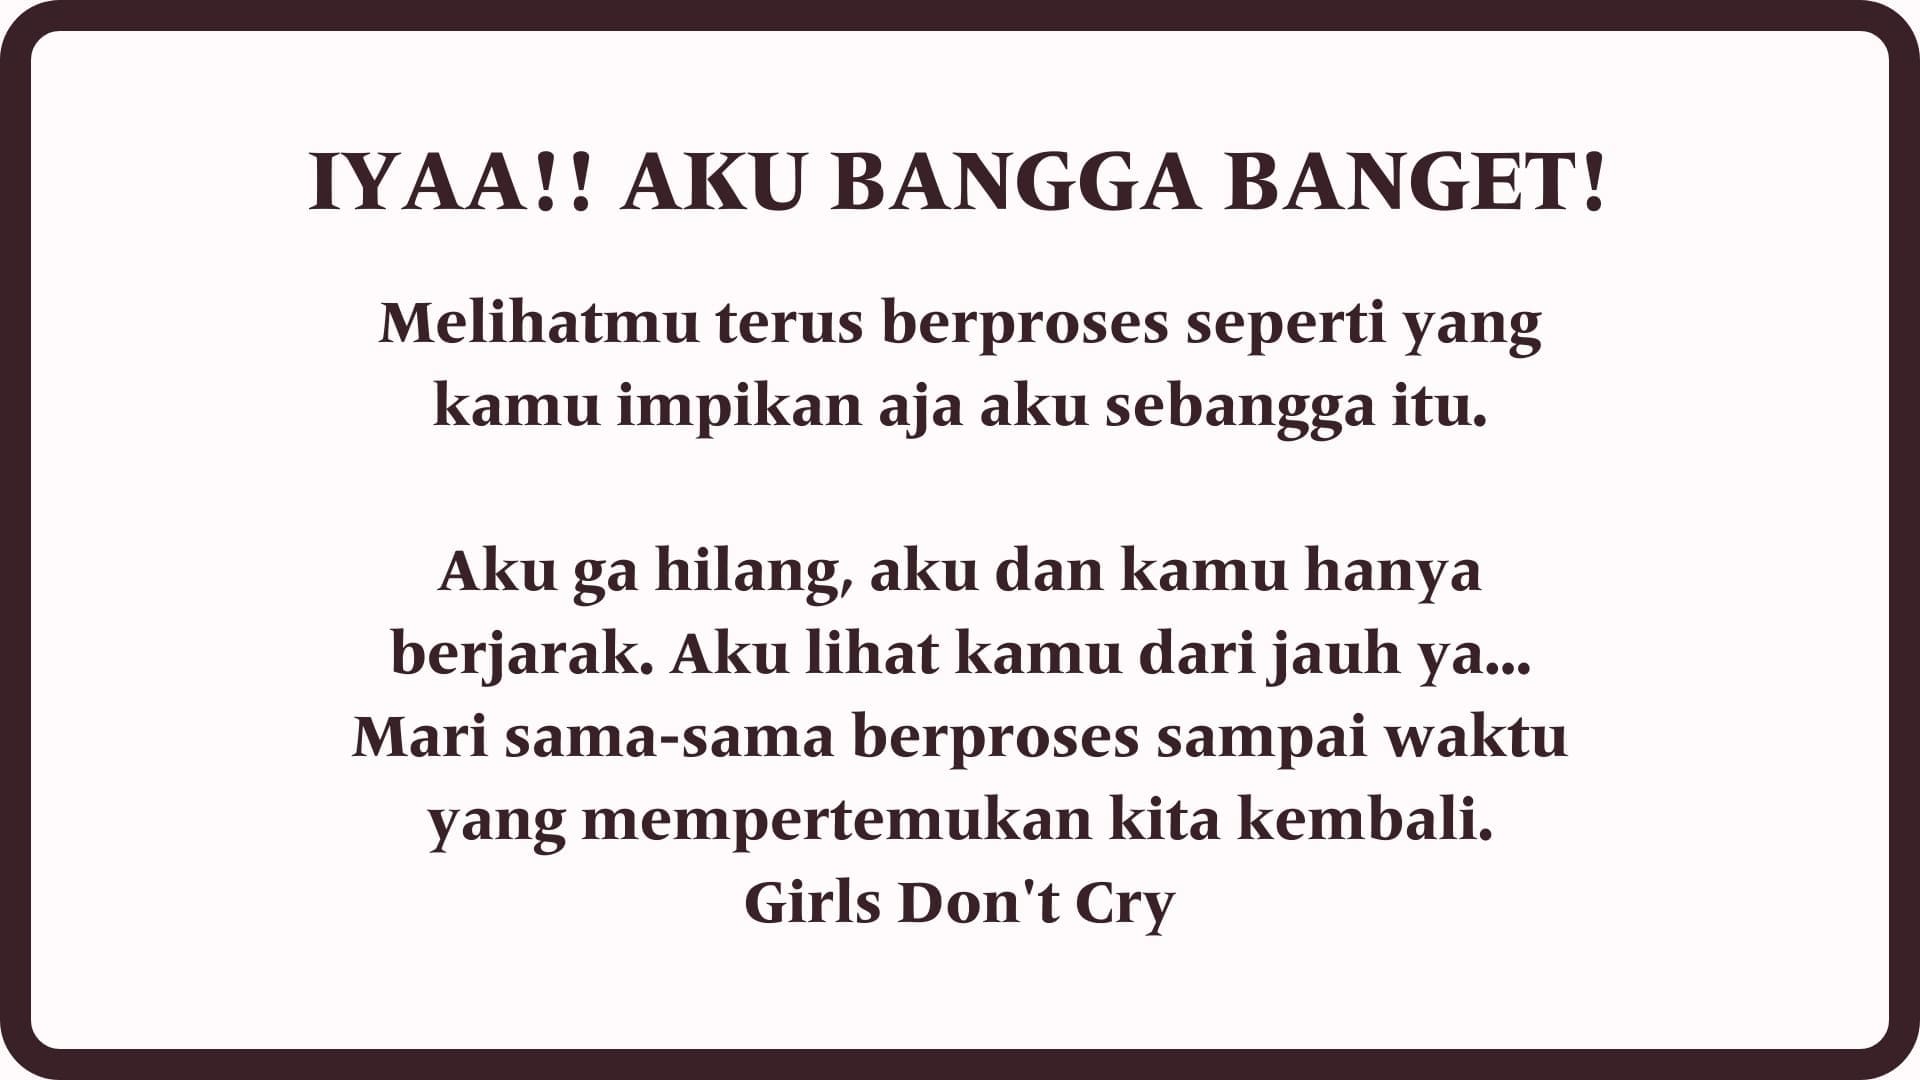 IYAA!! AKU BANGGA BANGET!
Melihatmu terus berproses seperti yang
kamu impikan aja aku sebangga itu.
Aku ga hilang, aku dan kamu hanya
berjarak. Aku lihat kamu dari jauh ya...
Mari sama-sama berproses sampai waktu
yang mempertemukan kita kembali.
Girls Don't Cry